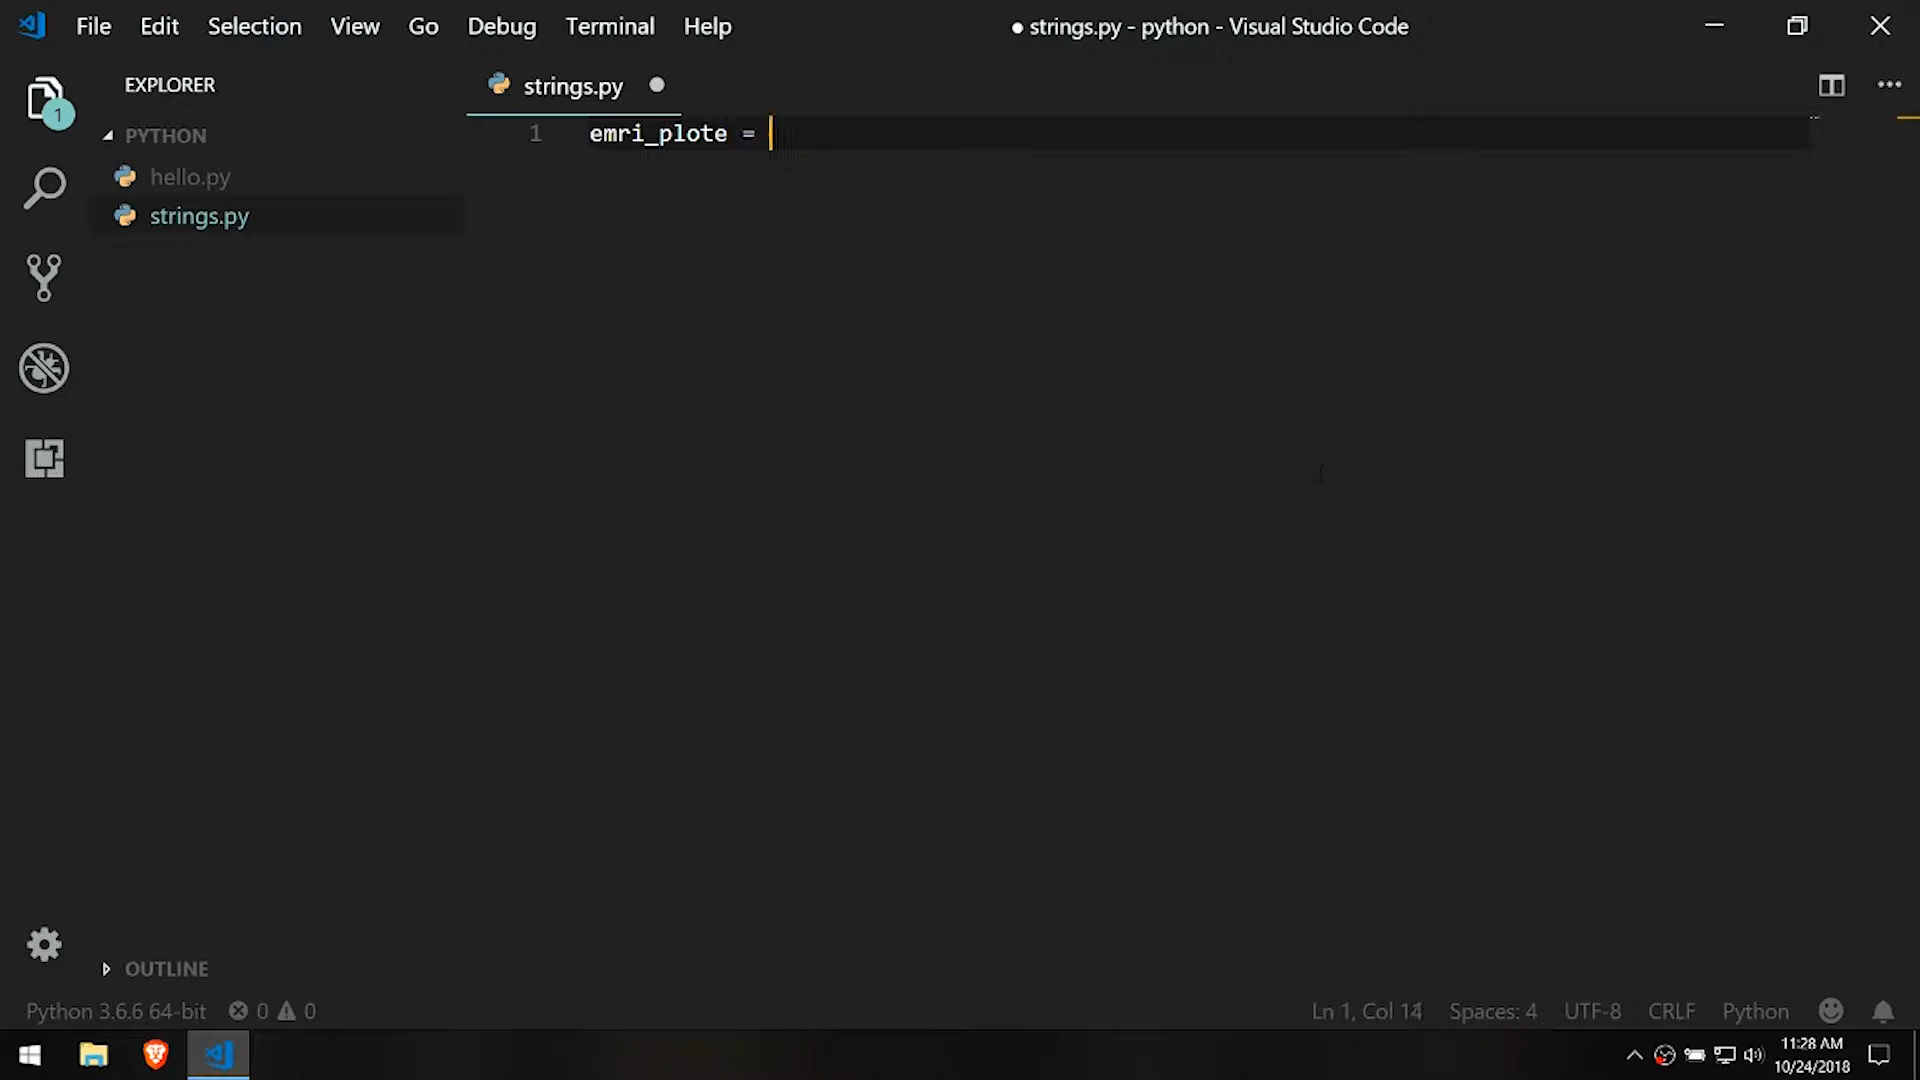 File Edit Selection View Go Debug Terminal Help
● strings.py - python - Visual Studio Code
EXPLORER
strings.py
1
PYTHON
1 emri_plote =
hello.py
strings.py
OUTLINE
Python 3.6.6 64-bit 0 0
Ln 1, Col 14 Spaces: 4 UTF-8 CRLF Python
11:28 AM
10/24/2018